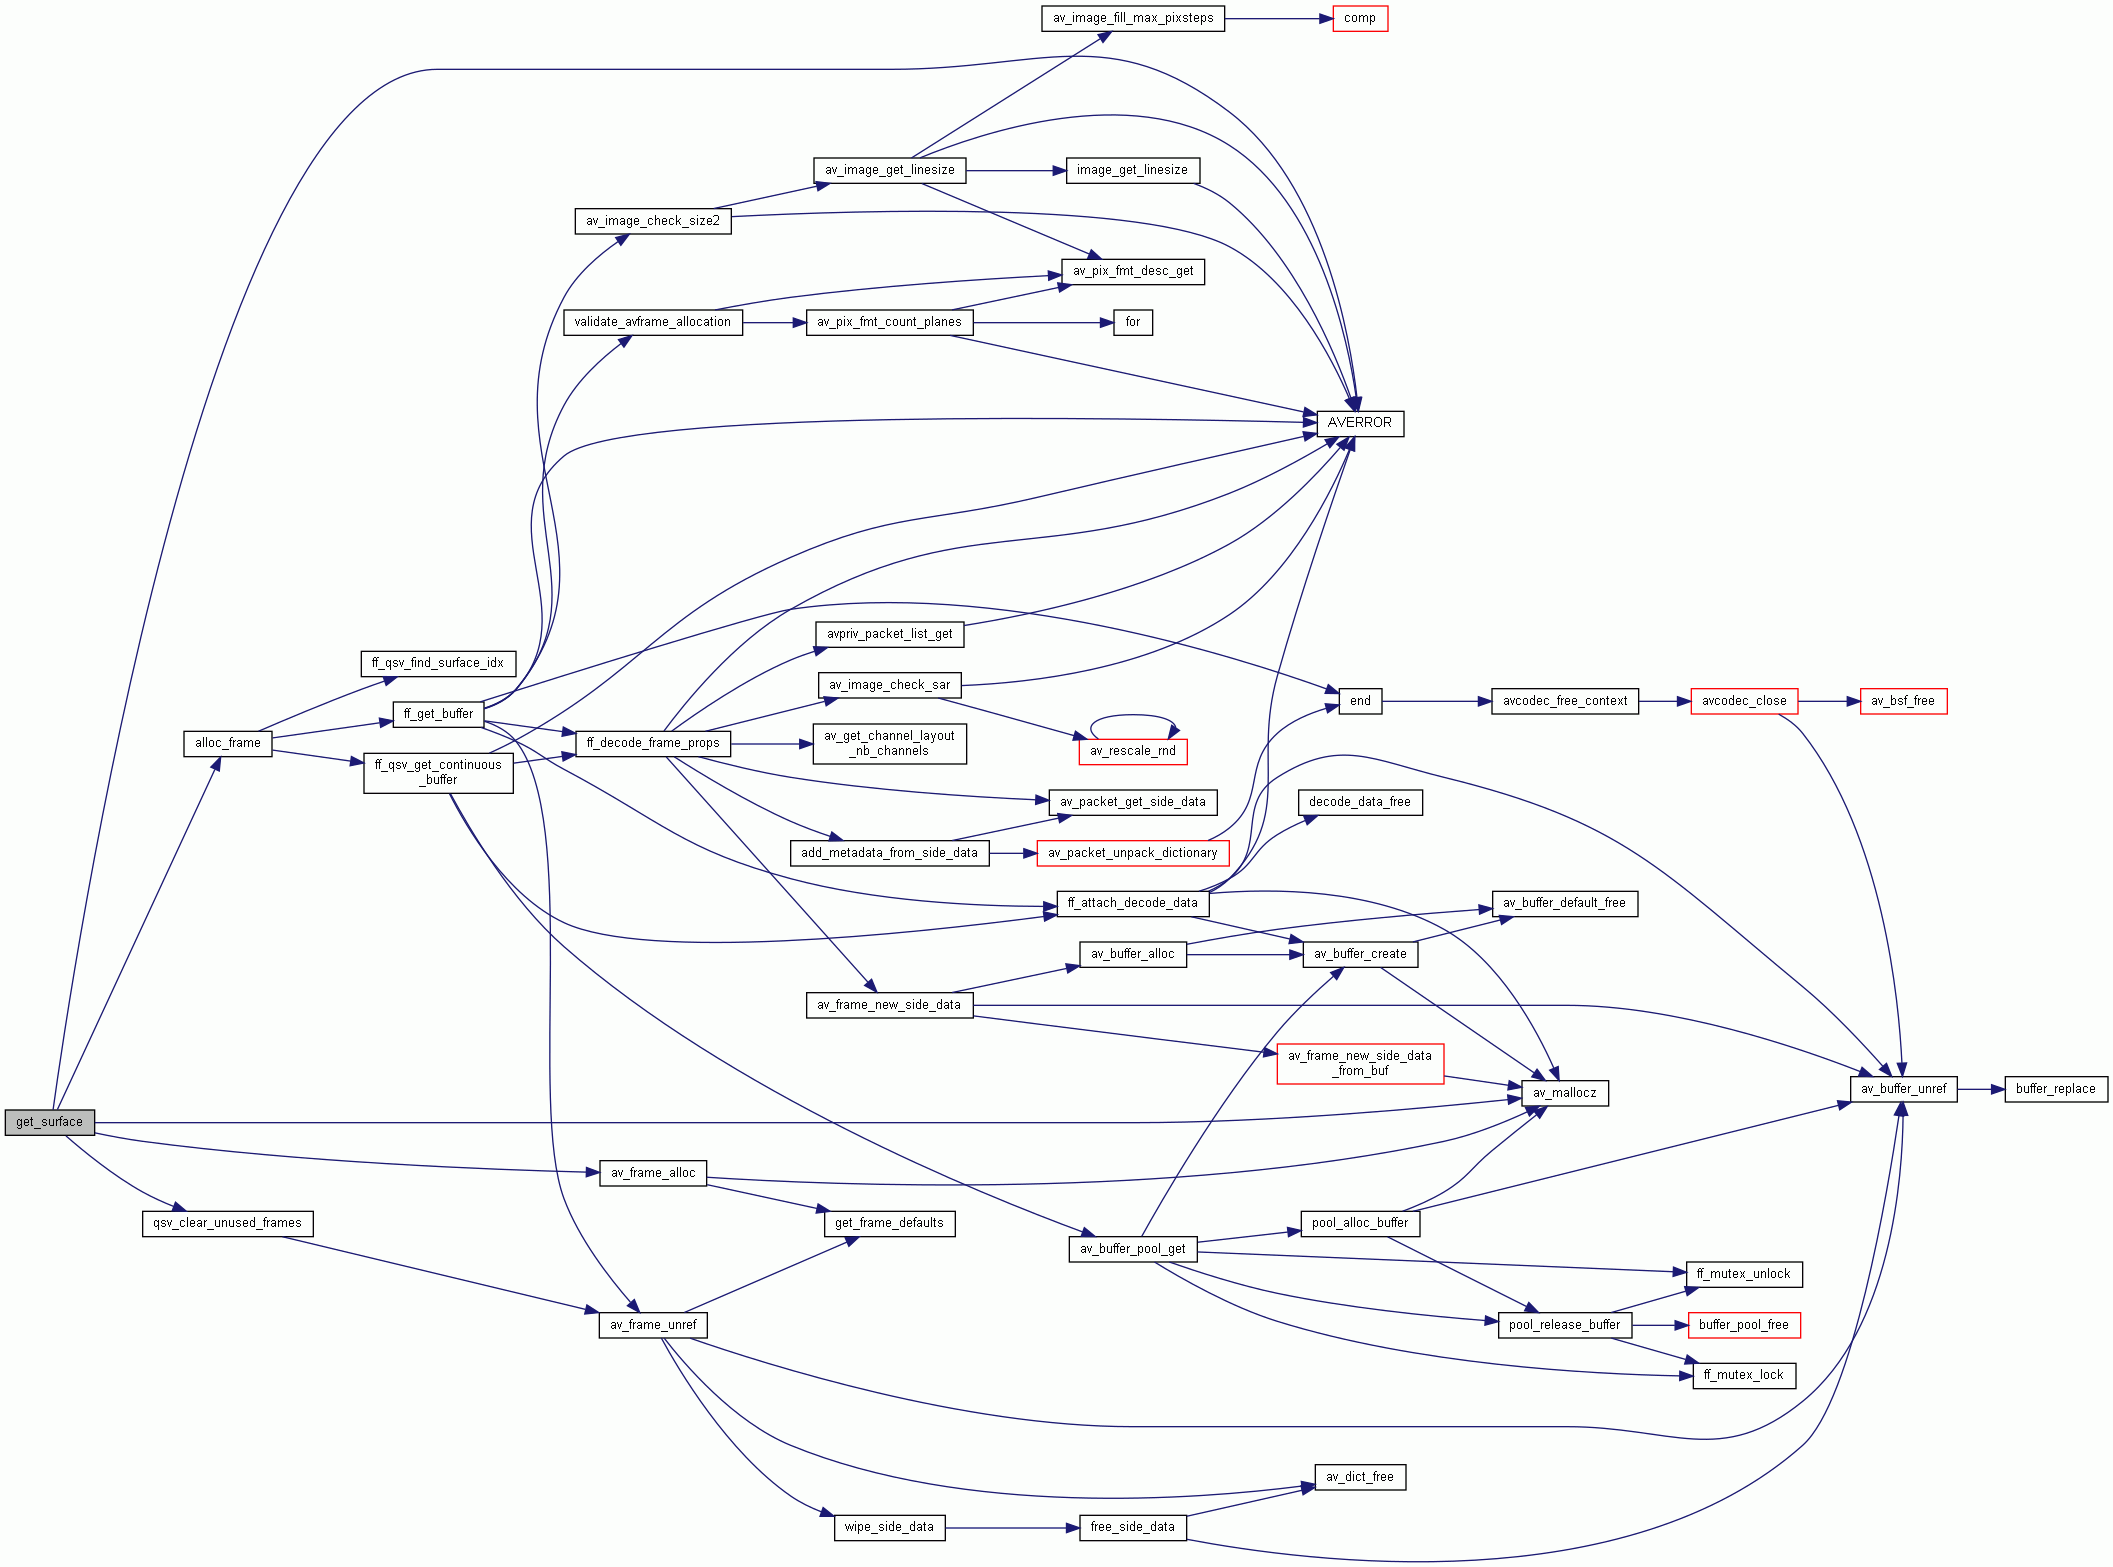 av_image_fill_max_pixsteps
comp
av_image_get_linesize
image_get_linesize
av_image_check_size2
av_pix_fmt_desc_get
validate_avframe_allocation
av_pix_fmt_count_planes
for
AVERROR
avpriv_packet_list_get
ff_qsv_find_surface_idx
av_image_check_sar
end
avcodec_free_context
avcodec_close
av_bsf_free
ff_get_buffer
alloc_frame
ff_decode_frame_props
av_get_channel_layout
_nb_channels
av_rescale_rnd
ff_qsv_get_continuous
_buffer
av_packet_get_side_data
decode_data_free
add_metadata_from_side_data
av_packet_unpack_dictionary
ff_attach_decode_data
av_buffer_default_free
av_buffer_alloc
av_buffer_create
av_frame_new_side_data
av_frame_new_side_data
_from_buf
av_mallocz
av_buffer_unref
buffer_replace
get_surface
av_frame_alloc
qsv_clear_unused_frames
get_frame_defaults
pool_alloc_buffer
av_buffer_pool_get
ff_mutex_unlock
av_frame_unref
pool_release_buffer
buffer_pool_free
ff_mutex_lock
av_dict_free
wipe_side_data
free_side_data